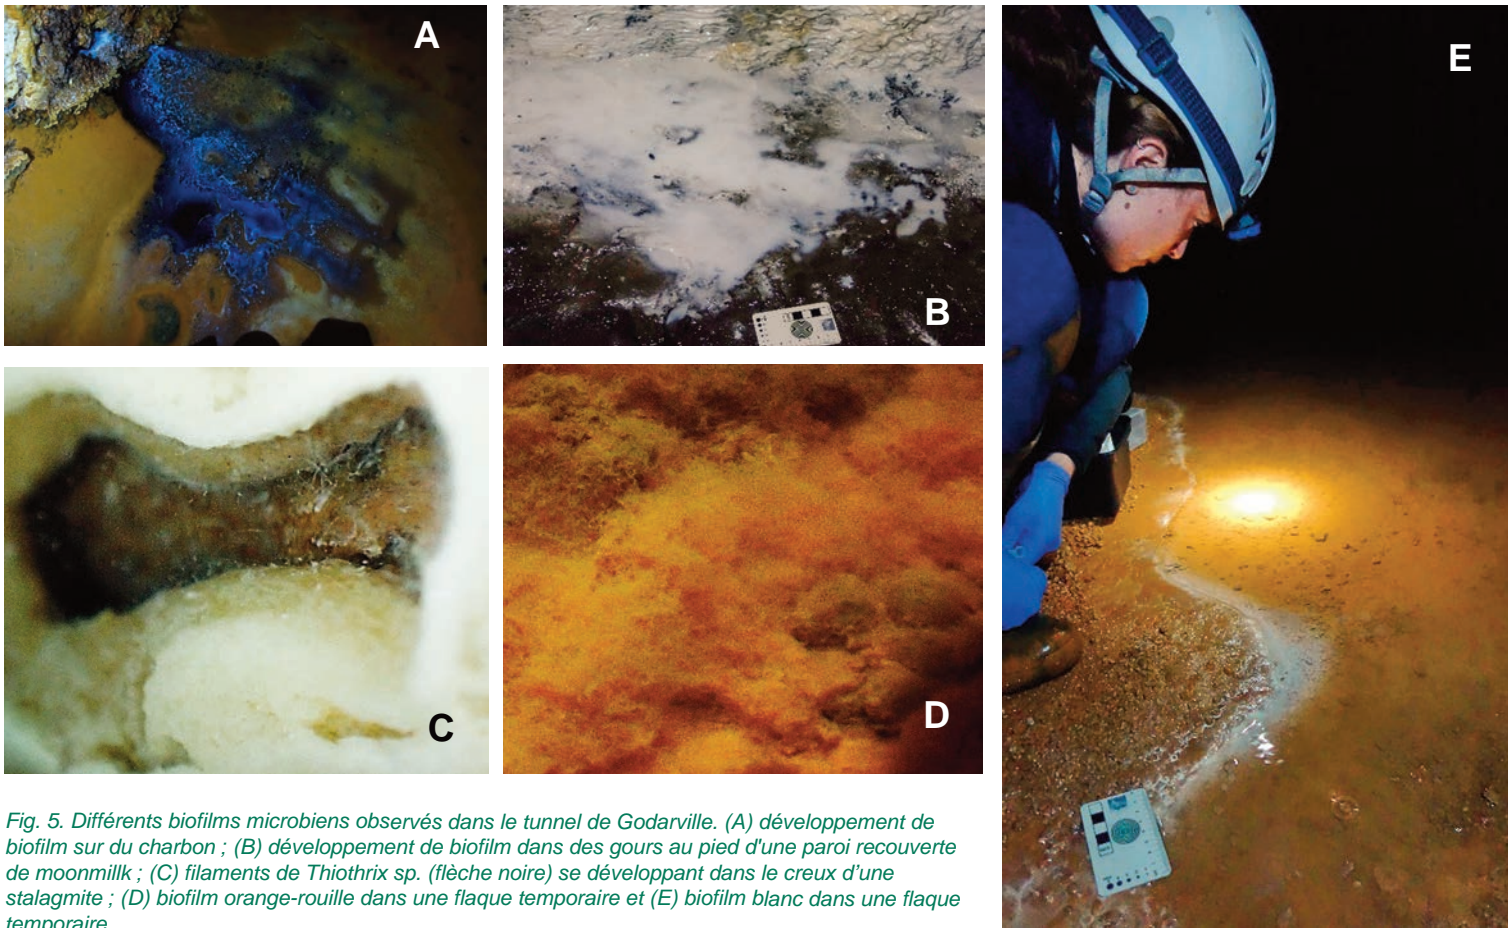 A
B
E
C
D
Fig. 5. Différents biofilms microbiens observés dans le tunnel de Godarville. (A) développement de
biofilm sur du charbon ; (B) développement de biofilm dans des gours au pied d'une paroi recouverte
de moonmillk ; (C) filaments de Thiothrix sp. (flèche noire) se développant dans le creux d’une
stalagmite ; (D) biofilm orange-rouille dans une flaque temporaire et (E) biofilm blanc dans une flaque
temporaire